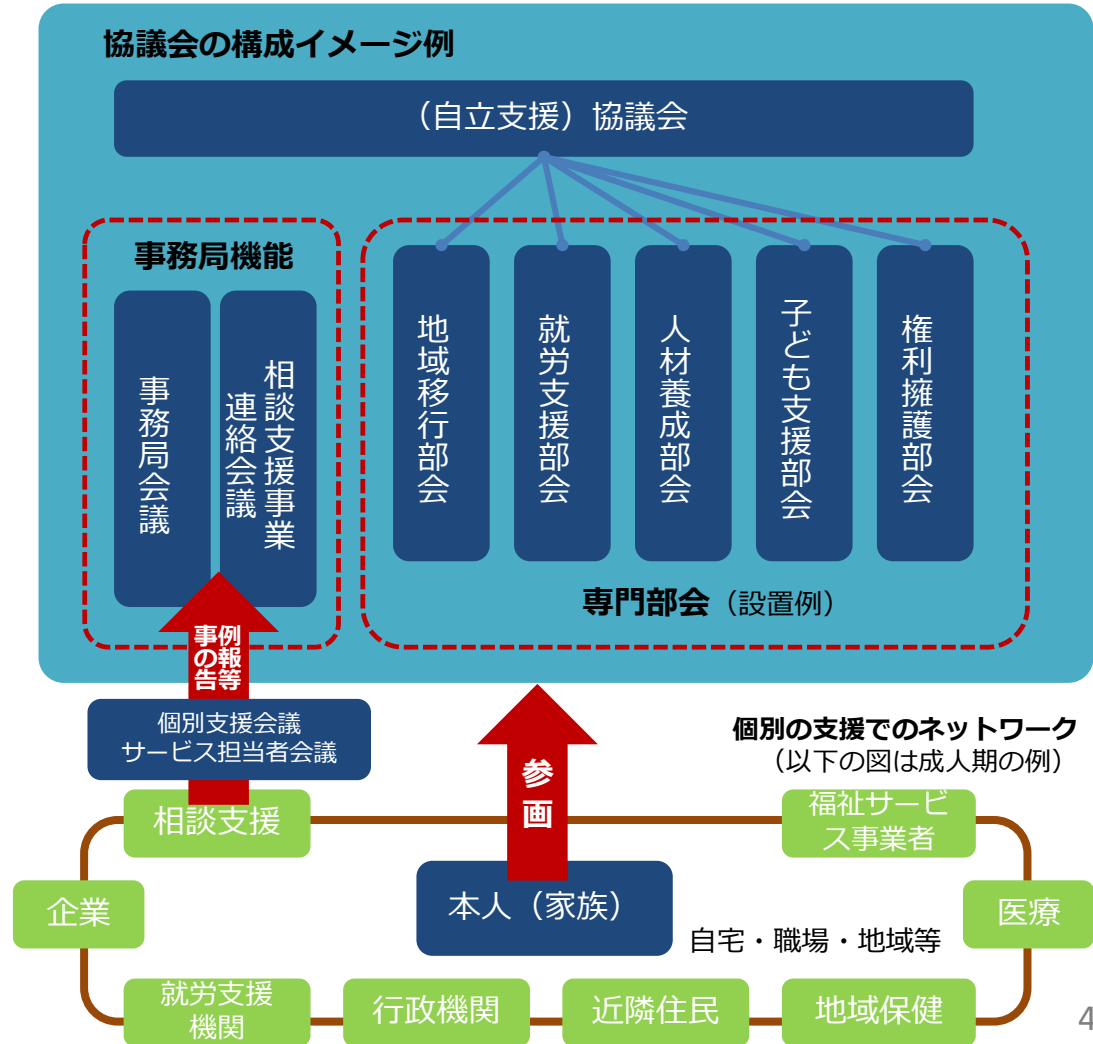 協議会の構成イメージ例
（自立支援）協議会
事務局機能
事務局会議
相談支援事業
連絡会議
地域移行部会
就労支援部会
人材養成部会
子ども支援部会
権利擁護部会
専門部会（設置例）
事例
の報
告等
個別支援会議
サービス担当者会議
参画
個別の支援でのネットワーク
（以下の図は成人期の例）
相談支援
福祉サービ
ス事業者
企業
本人（家族）
医療
自宅・職場・地域等
就労支援
機関
行政機関
近隣住民
地域保健
4